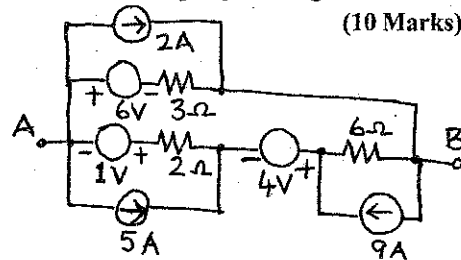 (10 Marks)
2A
+ -
6V 3Ω
A 6Ω B
- + - +
1V 2Ω 4V
5A 9A